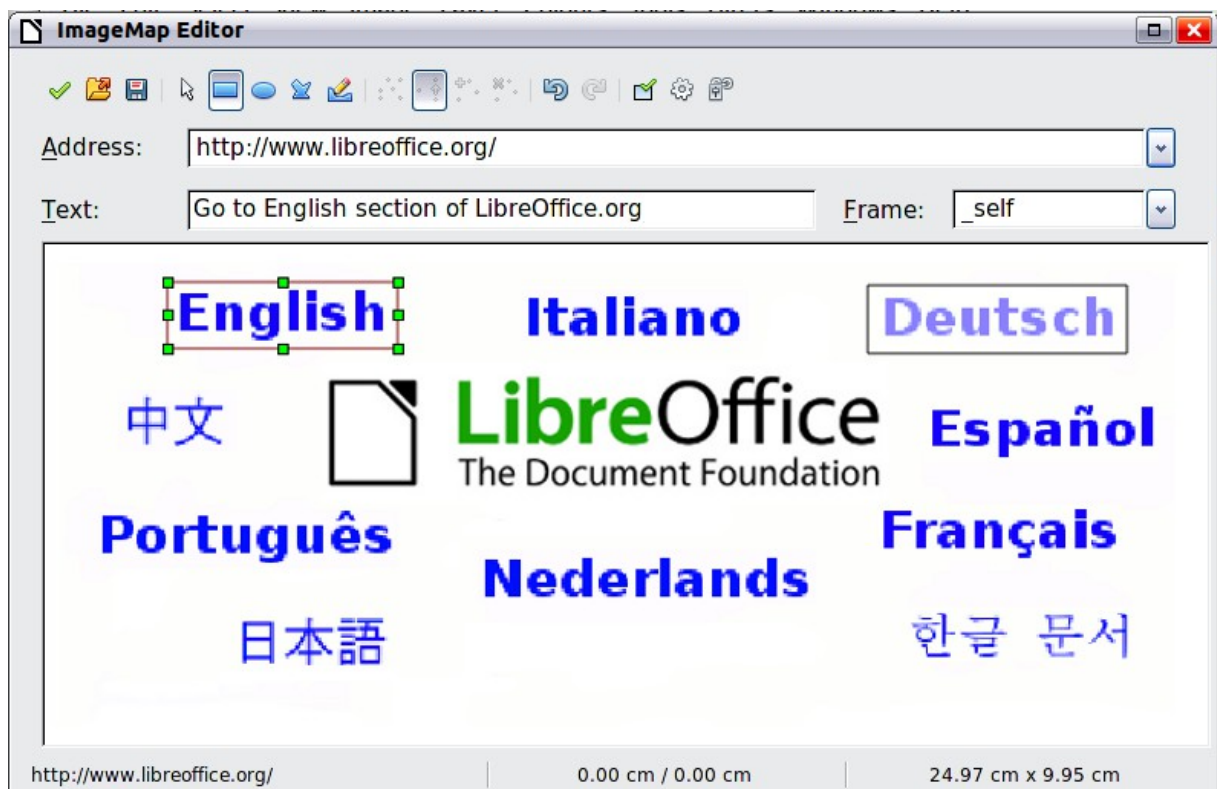 ImageMap Editor
Address: http://www.libreoffice.org/
Text: Go to English section of LibreOffice.org Frame: _self
English Italiano Deutsch
中文 LibreOffice Español
The Document Foundation
Português Français
Nederlands
日本語 한글 문서
http://www.libreoffice.org/ 0.00 cm / 0.00 cm 24.97 cm x 9.95 cm